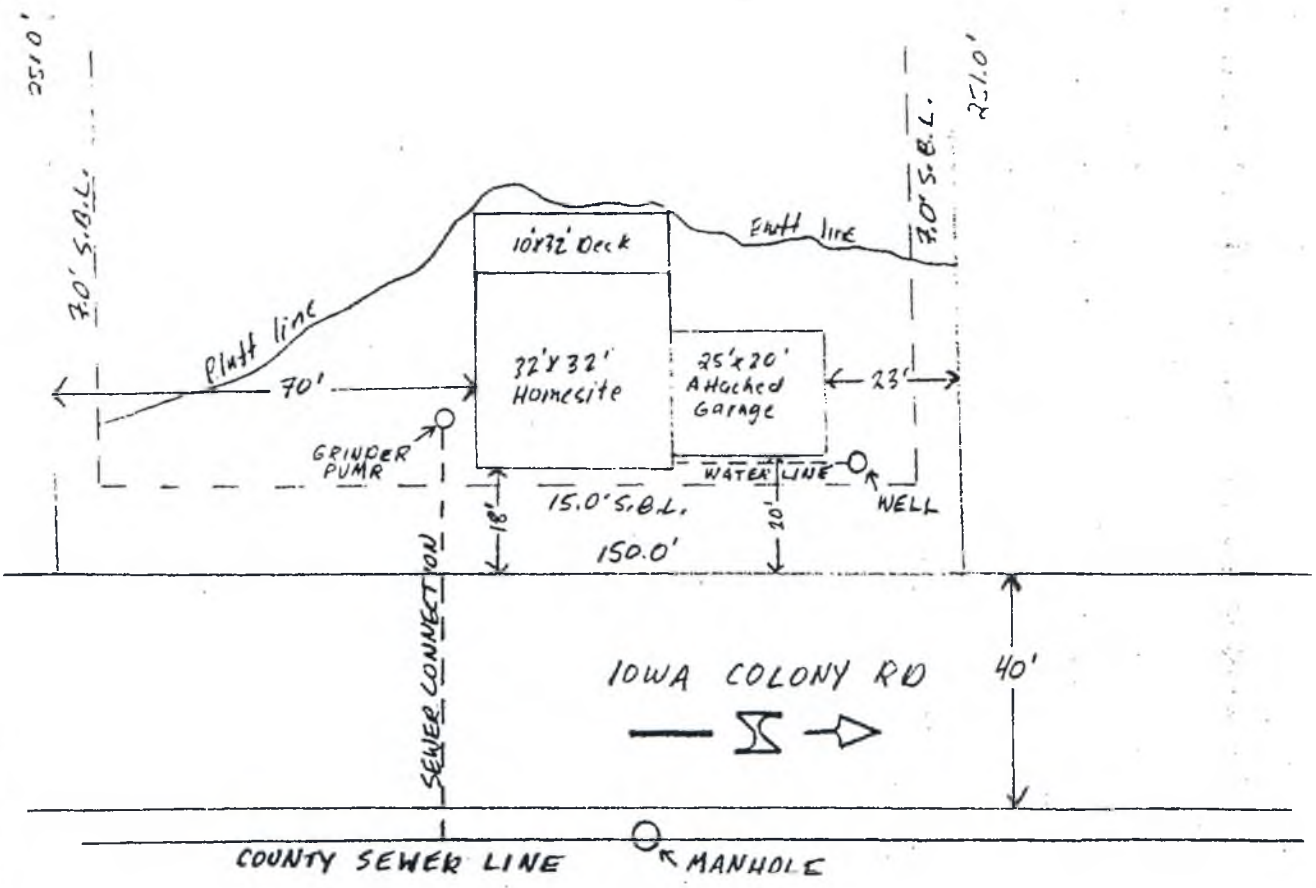 251.0'
251.0'
7.0' S.B.L.
7.0' S.B.L.
10'x32' Deck
Bluff line
Bluff line
32'x32'
Homesite
25'x20'
Attached
Garage
70'
23'
GRINDER
PUMP
WATER LINE
WELL
15.0' S.B.L.
18'
20'
150.0'
SEWER CONNECTION
IOWA COLONY RD
40'
COUNTY SEWER LINE
MANHOLE